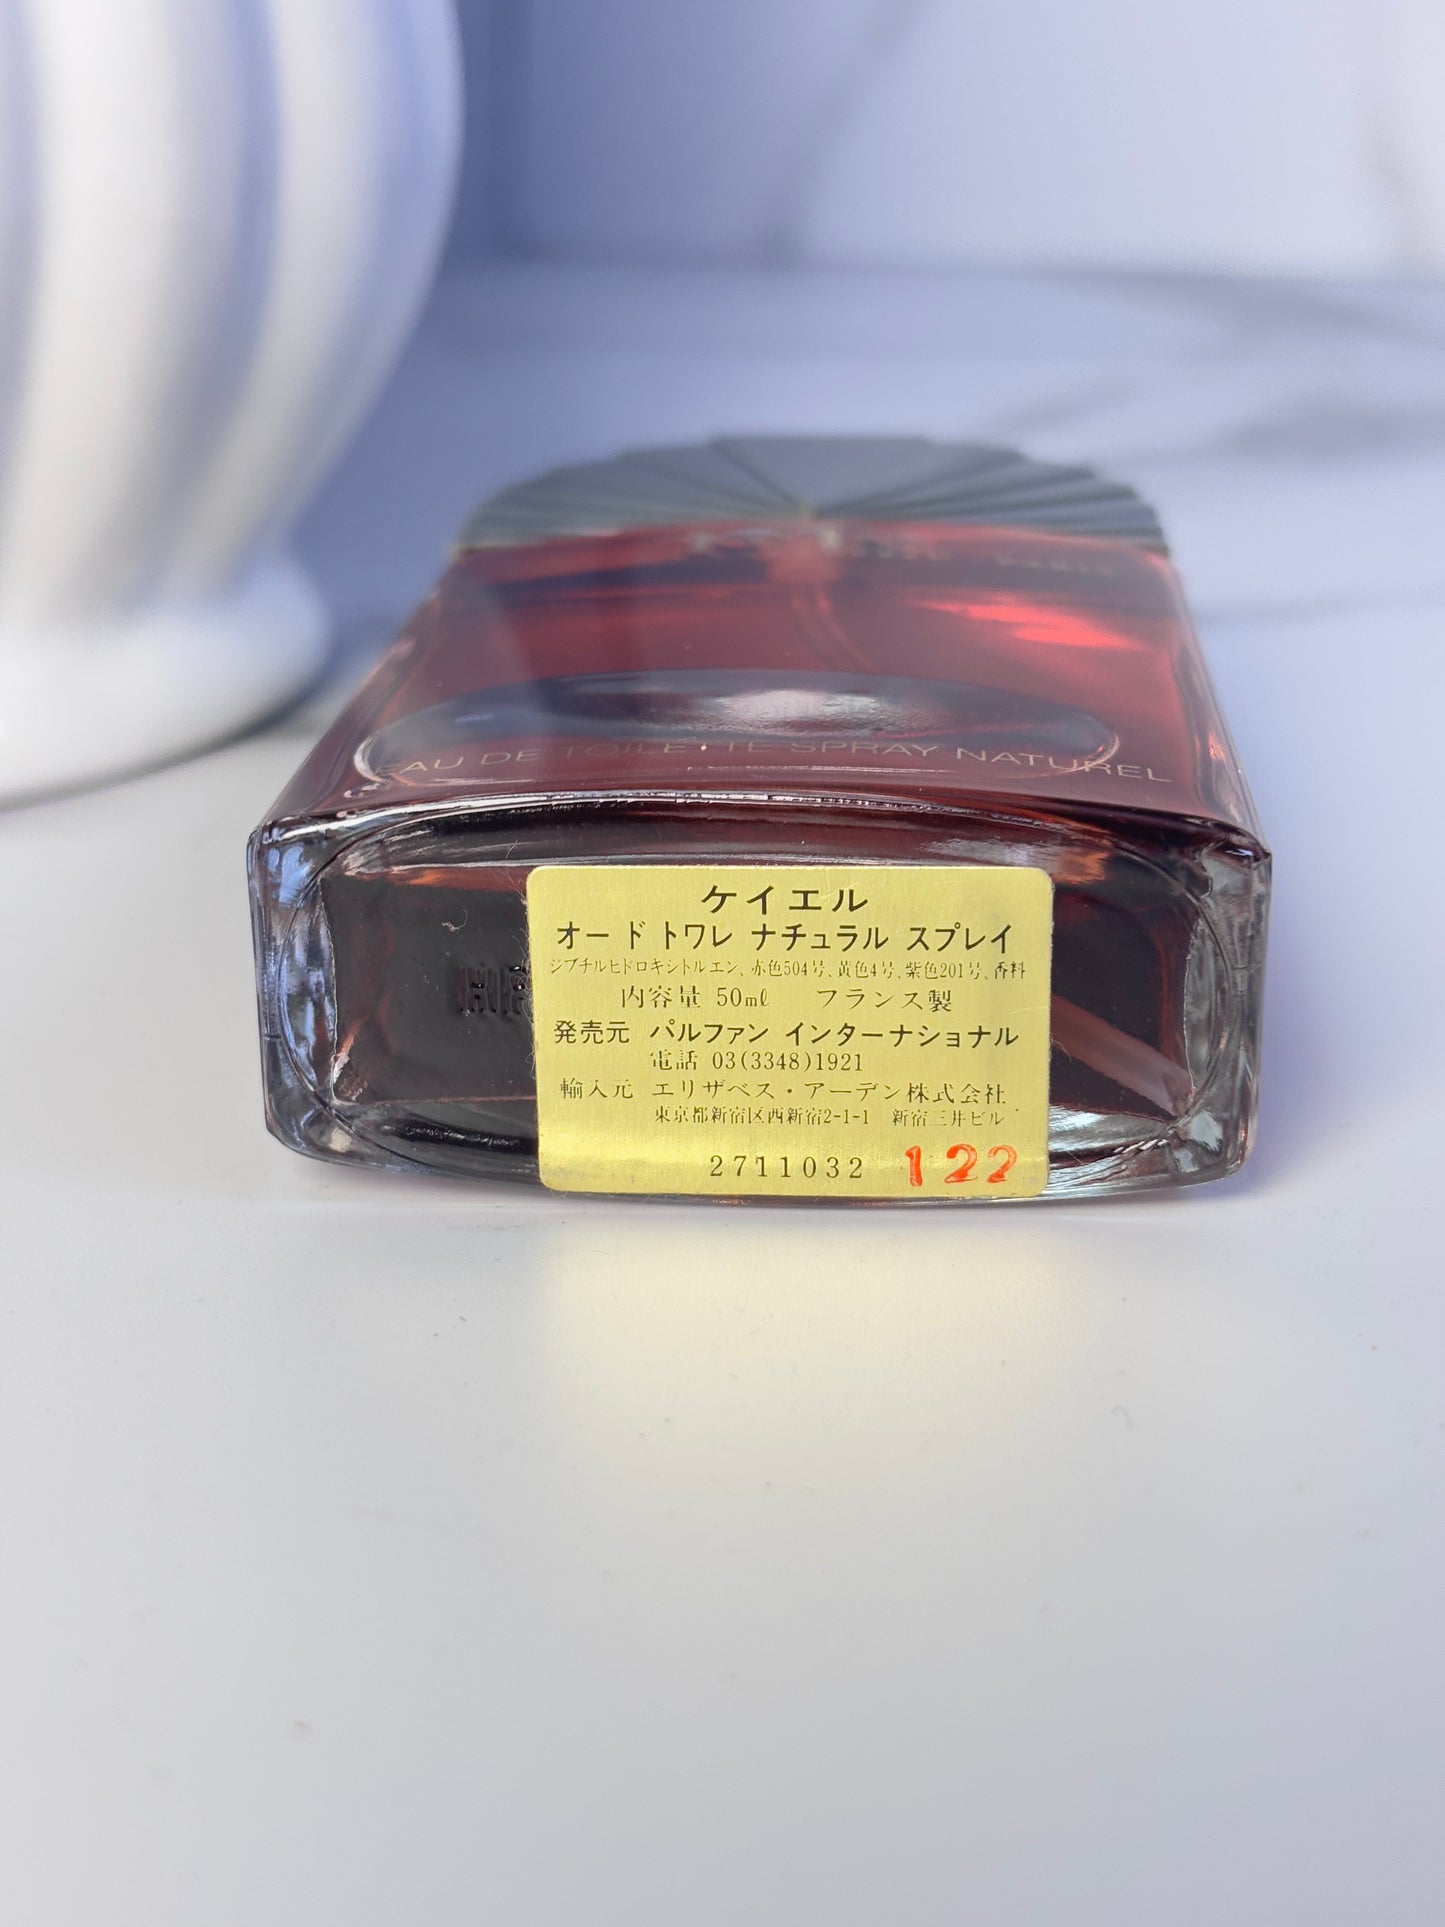 EAU DE TOILETTE SPRAY NATUREL
ケイエル
オー ド トワレ ナチュラル スプレイ
ジブチルヒドロキシトルエン、赤色504号、黄色4号、紫色201号、香料
内容量 50ml フランス製
発売元 パルファン インターナショナル
電話 03(3348)1921
輸入元 エリザベス・アーデン株式会社
東京都新宿区西新宿2-1-1 新宿三井ビル
2711032 122